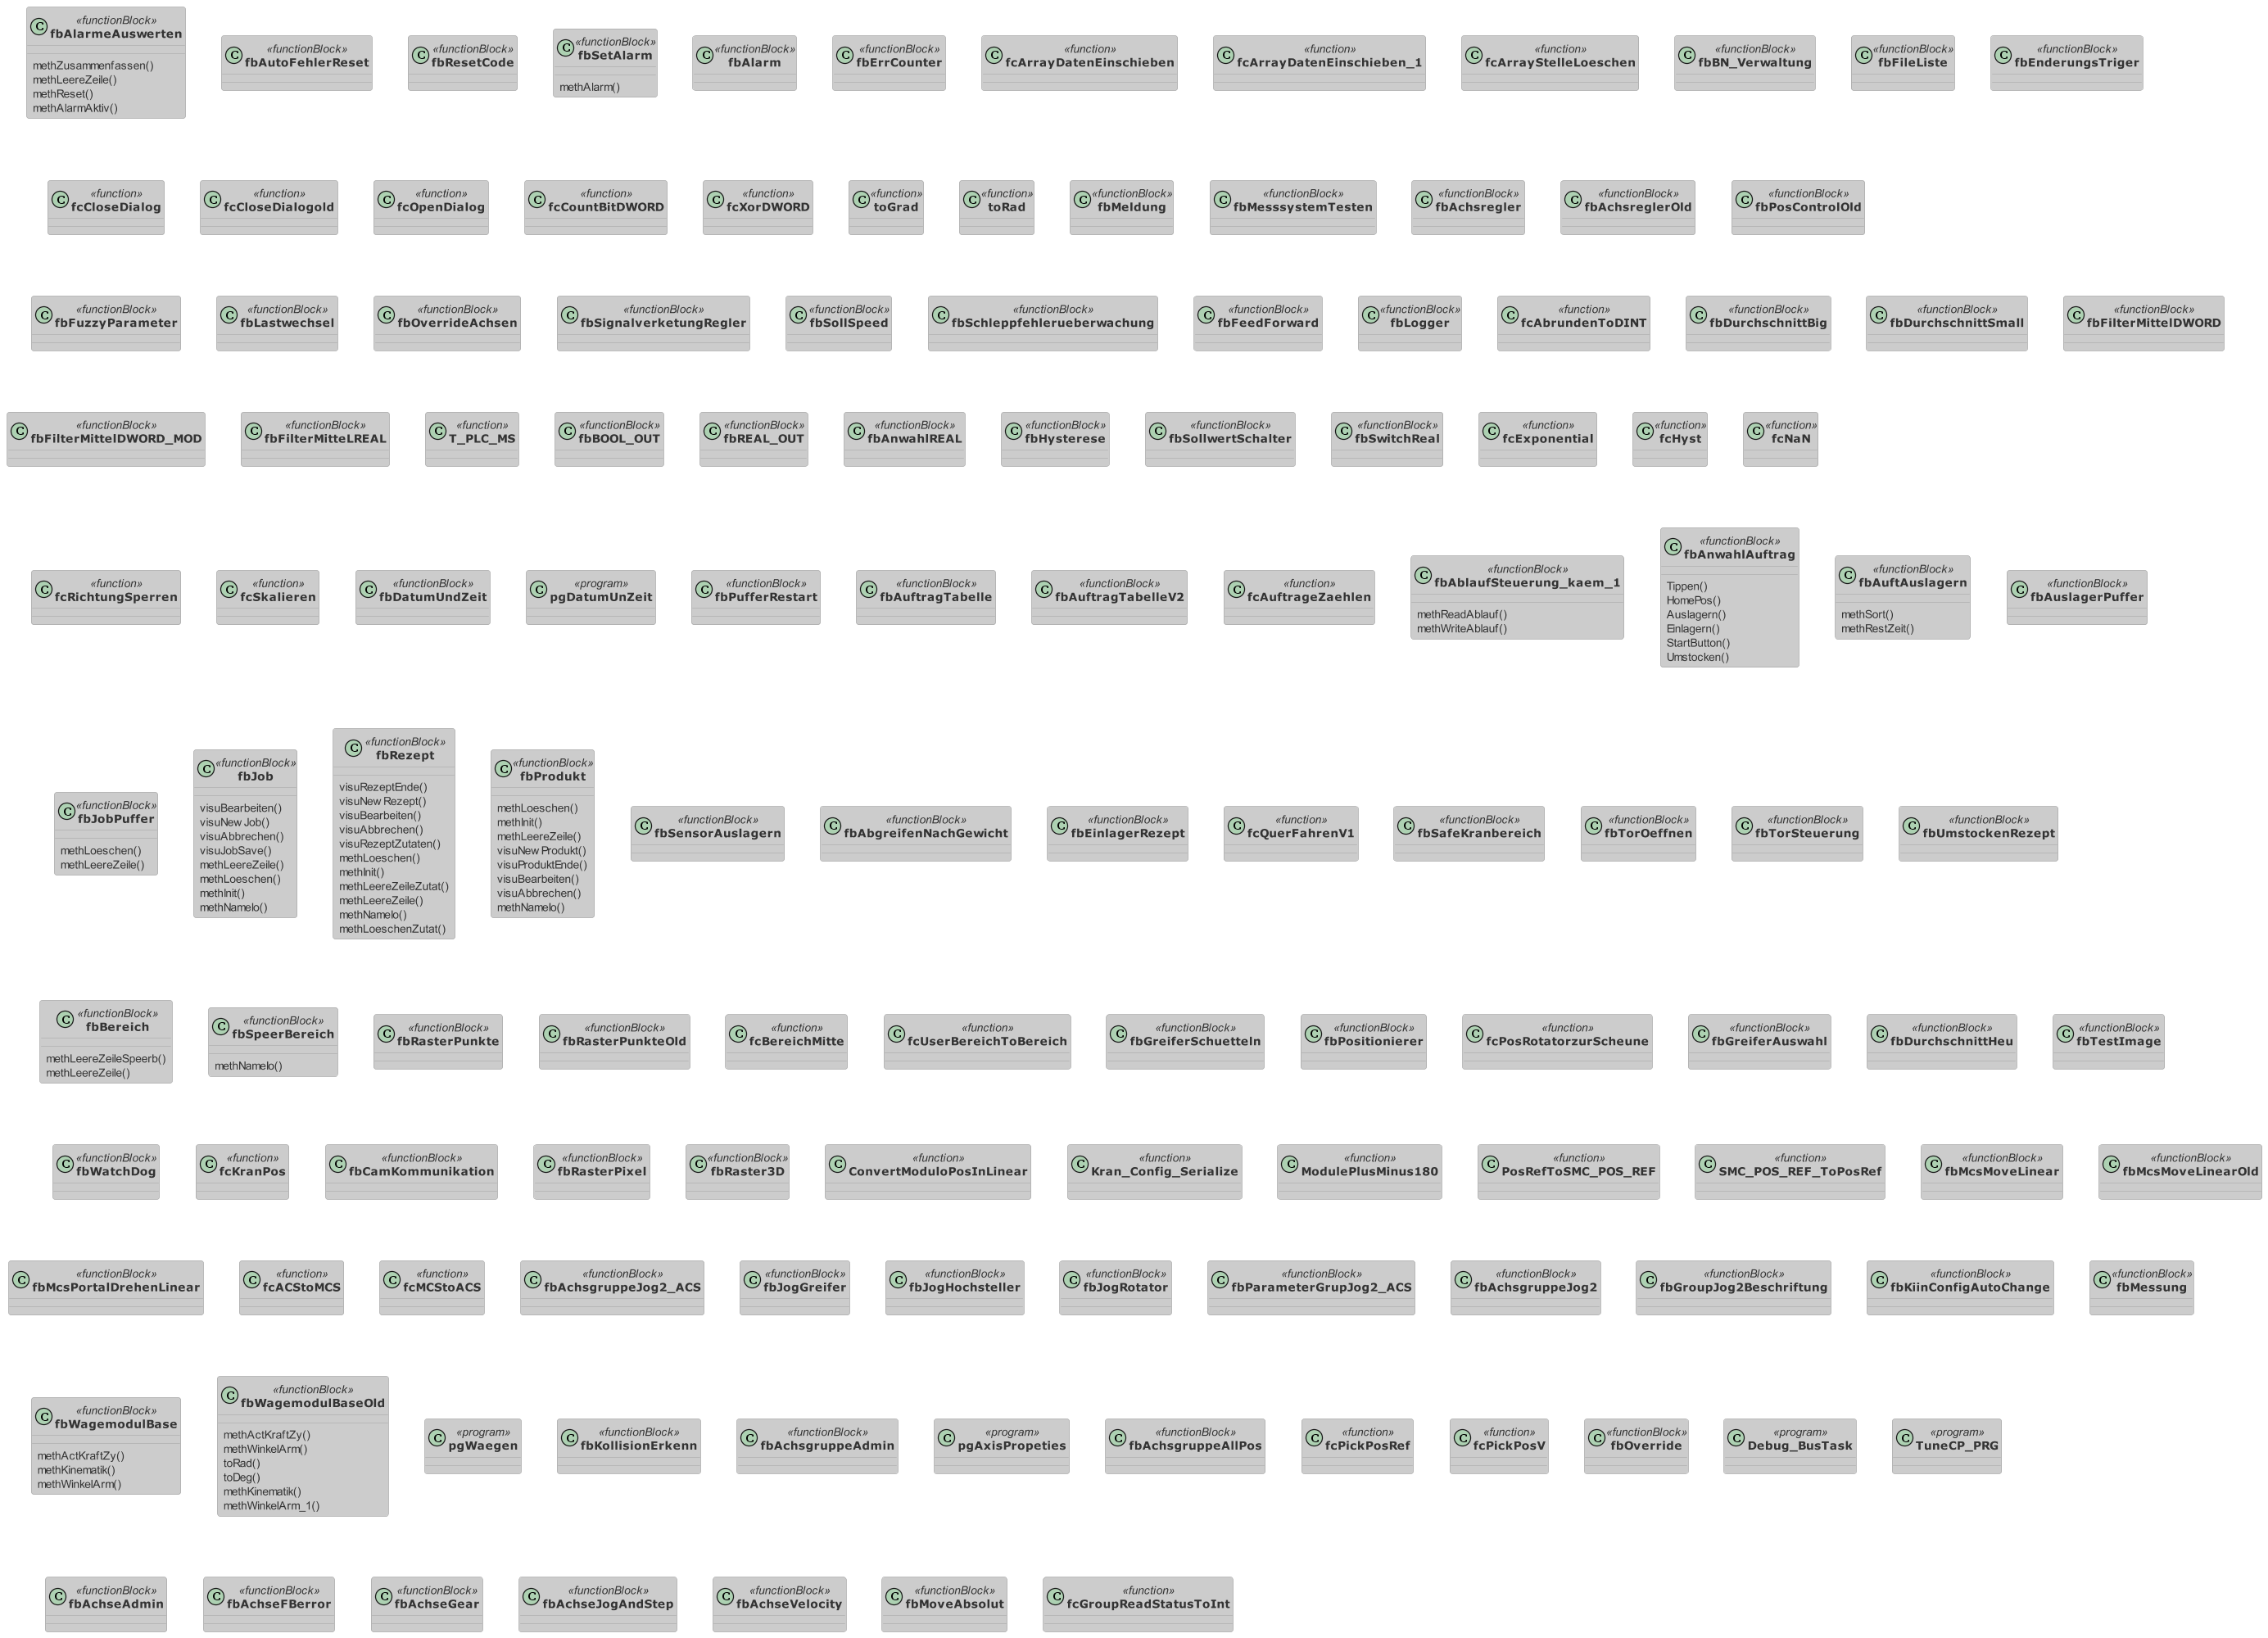 C «functionBlock»
fbAlarmeAuswerten
methZusammenfassen()
methLeereZeile()
methReset()
methAlarmAktiv()
C «functionBlock»
fbAutoFehlerReset
C «functionBlock»
fbResetCode
C «functionBlock»
fbSetAlarm
methAlarm()
C «functionBlock»
fbAlarm
C «functionBlock»
fbErrCounter
C «function»
fcArrayDatenEinschieben
C «function»
fcArrayDatenEinschieben_1
C «function»
fcArrayStelleLoeschen
C «functionBlock»
fbBN_Verwaltung
C «functionBlock»
fbFileListe
C «functionBlock»
fbEnderungsTriger
C «function»
fcCloseDialog
C «function»
fcCloseDialogold
C «function»
fcOpenDialog
C «function»
fcCountBitDWORD
C «function»
fcXorDWORD
C «function»
toGrad
C «function»
toRad
C «functionBlock»
fbMeldung
C «functionBlock»
fbMesssystemTesten
C «functionBlock»
fbAchsregler
C «functionBlock»
fbAchsreglerOld
C «functionBlock»
fbPosControlOld
C «functionBlock»
fbFuzzyParameter
C «functionBlock»
fbLastwechsel
C «functionBlock»
fbOverrideAchsen
C «functionBlock»
fbSignalverketungRegler
C «functionBlock»
fbSollSpeed
C «functionBlock»
fbSchleppfehlerueberwachung
C «functionBlock»
fbFeedForward
C «functionBlock»
fbLogger
C «function»
fcAbrundenToDINT
C «functionBlock»
fbDurchschnittBig
C «functionBlock»
fbDurchschnittSmall
C «functionBlock»
fbFilterMittelDWORD
C «functionBlock»
fbFilterMittelDWORD_MOD
C «functionBlock»
fbFilterMitteLREAL
C «function»
T_PLC_MS
C «functionBlock»
fbBOOL_OUT
C «functionBlock»
fbREAL_OUT
C «functionBlock»
fbAnwahlREAL
C «functionBlock»
fbHysterese
C «functionBlock»
fbSollwertSchalter
C «functionBlock»
fbSwitchReal
C «function»
fcExponential
C «function»
fcHyst
C «function»
fcNaN
C «function»
fcRichtungSperren
C «function»
fcSkalieren
C «functionBlock»
fbDatumUndZeit
C «program»
pgDatumUnZeit
C «functionBlock»
fbPufferRestart
C «functionBlock»
fbAuftragTabelle
C «functionBlock»
fbAuftragTabelleV2
C «function»
fcAuftrageZaehlen
C «functionBlock»
fbAblaufSteuerung_kaem_1
methReadAblauf()
methWriteAblauf()
C «functionBlock»
fbAnwahlAuftrag
Tippen()
HomePos()
Auslagern()
Einlagern()
StartButton()
Umstocken()
C «functionBlock»
fbAuftAuslagern
methSort()
methRestZeit()
C «functionBlock»
fbAuslagerPuffer
C «functionBlock»
fbJobPuffer
methLoeschen()
methLeereZeile()
C «functionBlock»
fbJob
visuBearbeiten()
visuNewJob()
visuAbbrechen()
visuJobSave()
methLeereZeile()
methLoeschen()
methInit()
methNameIo()
C «functionBlock»
fbRezept
visuRezeptEnde()
visuNewRezept()
visuBearbeiten()
visuAbbrechen()
visuRezeptZutaten()
methLoeschen()
methInit()
methLeereZeileZutat()
methLeereZeile()
methNameIo()
methLoeschenZutat()
C «functionBlock»
fbProdukt
methLoeschen()
methInit()
methLeereZeile()
visuNewProdukt()
visuProduktEnde()
visuBearbeiten()
visuAbbrechen()
methNameIo()
C «functionBlock»
fbSensorAuslagern
C «functionBlock»
fbAbgreifenNachGewicht
C «functionBlock»
fbEinlagerRezept
C «function»
fcQuerFahrenV1
C «functionBlock»
fbSafeKranbereich
C «functionBlock»
fbTorOeffnen
C «functionBlock»
fbTorSteuerung
C «functionBlock»
fbUmstockenRezept
C «functionBlock»
fbBereich
methLeereZeileSpeerb()
methLeereZeile()
C «functionBlock»
fbSpeerBereich
methNameIo()
C «functionBlock»
fbRasterPunkte
C «functionBlock»
fbRasterPunkteOld
C «function»
fcBereichMitte
C «function»
fcUserBereichToBereich
C «functionBlock»
fbGreiferSchuetteln
C «functionBlock»
fbPositionierer
C «function»
fcPosRotatorzurScheune
C «functionBlock»
fbGreiferAuswahl
C «functionBlock»
fbDurchschnittHeu
C «functionBlock»
fbTestImage
C «functionBlock»
fbWatchDog
C «function»
fcKranPos
C «functionBlock»
fbCamKommunikation
C «functionBlock»
fbRasterPixel
C «functionBlock»
fbRaster3D
C «function»
ConvertModuloPosInLinear
C «function»
Kran_Config_Serialize
C «function»
ModulePlusMinus180
C «function»
PosRefToSMC_POS_REF
C «function»
SMC_POS_REF_ToPosRef
C «functionBlock»
fbMcsMoveLinear
C «functionBlock»
fbMcsMoveLinearOld
C «functionBlock»
fbMcsPortalDrehenLinear
C «function»
fcACStoMCS
C «function»
fcMCStoACS
C «functionBlock»
fbAchsgruppeJog2_ACS
C «functionBlock»
fbJogGreifer
C «functionBlock»
fbJogHochsteller
C «functionBlock»
fbJogRotator
C «functionBlock»
fbParameterGrupJog2_ACS
C «functionBlock»
fbAchsgruppeJog2
C «functionBlock»
fbGroupJog2Beschriftung
C «functionBlock»
fbKiinConfigAutoChange
C «functionBlock»
fbMessung
C «functionBlock»
fbWagemodulBase
methActKraftZy()
methKinematik()
methWinkelArm()
C «functionBlock»
fbWagemodulBaseOld
methActKraftZy()
methWinkelArm()
toRad()
toDeg()
methKinematik()
methWinkelArm_1()
C «program»
pgWaegen
C «functionBlock»
fbKollisionErkenn
C «functionBlock»
fbAchsgruppeAdmin
C «program»
pgAxisPropeties
C «functionBlock»
fbAchsgruppeAllPos
C «function»
fcPickPosRef
C «function»
fcPickPosV
C «functionBlock»
fbOverride
C «program»
Debug_BusTask
C «program»
TuneCP_PRG
C «functionBlock»
fbAchseAdmin
C «functionBlock»
fbAchseFBerror
C «functionBlock»
fbAchseGear
C «functionBlock»
fbAchseJogAndStep
C «functionBlock»
fbAchseVelocity
C «functionBlock»
fbMoveAbsolut
C «function»
fcGroupReadStatusToInt